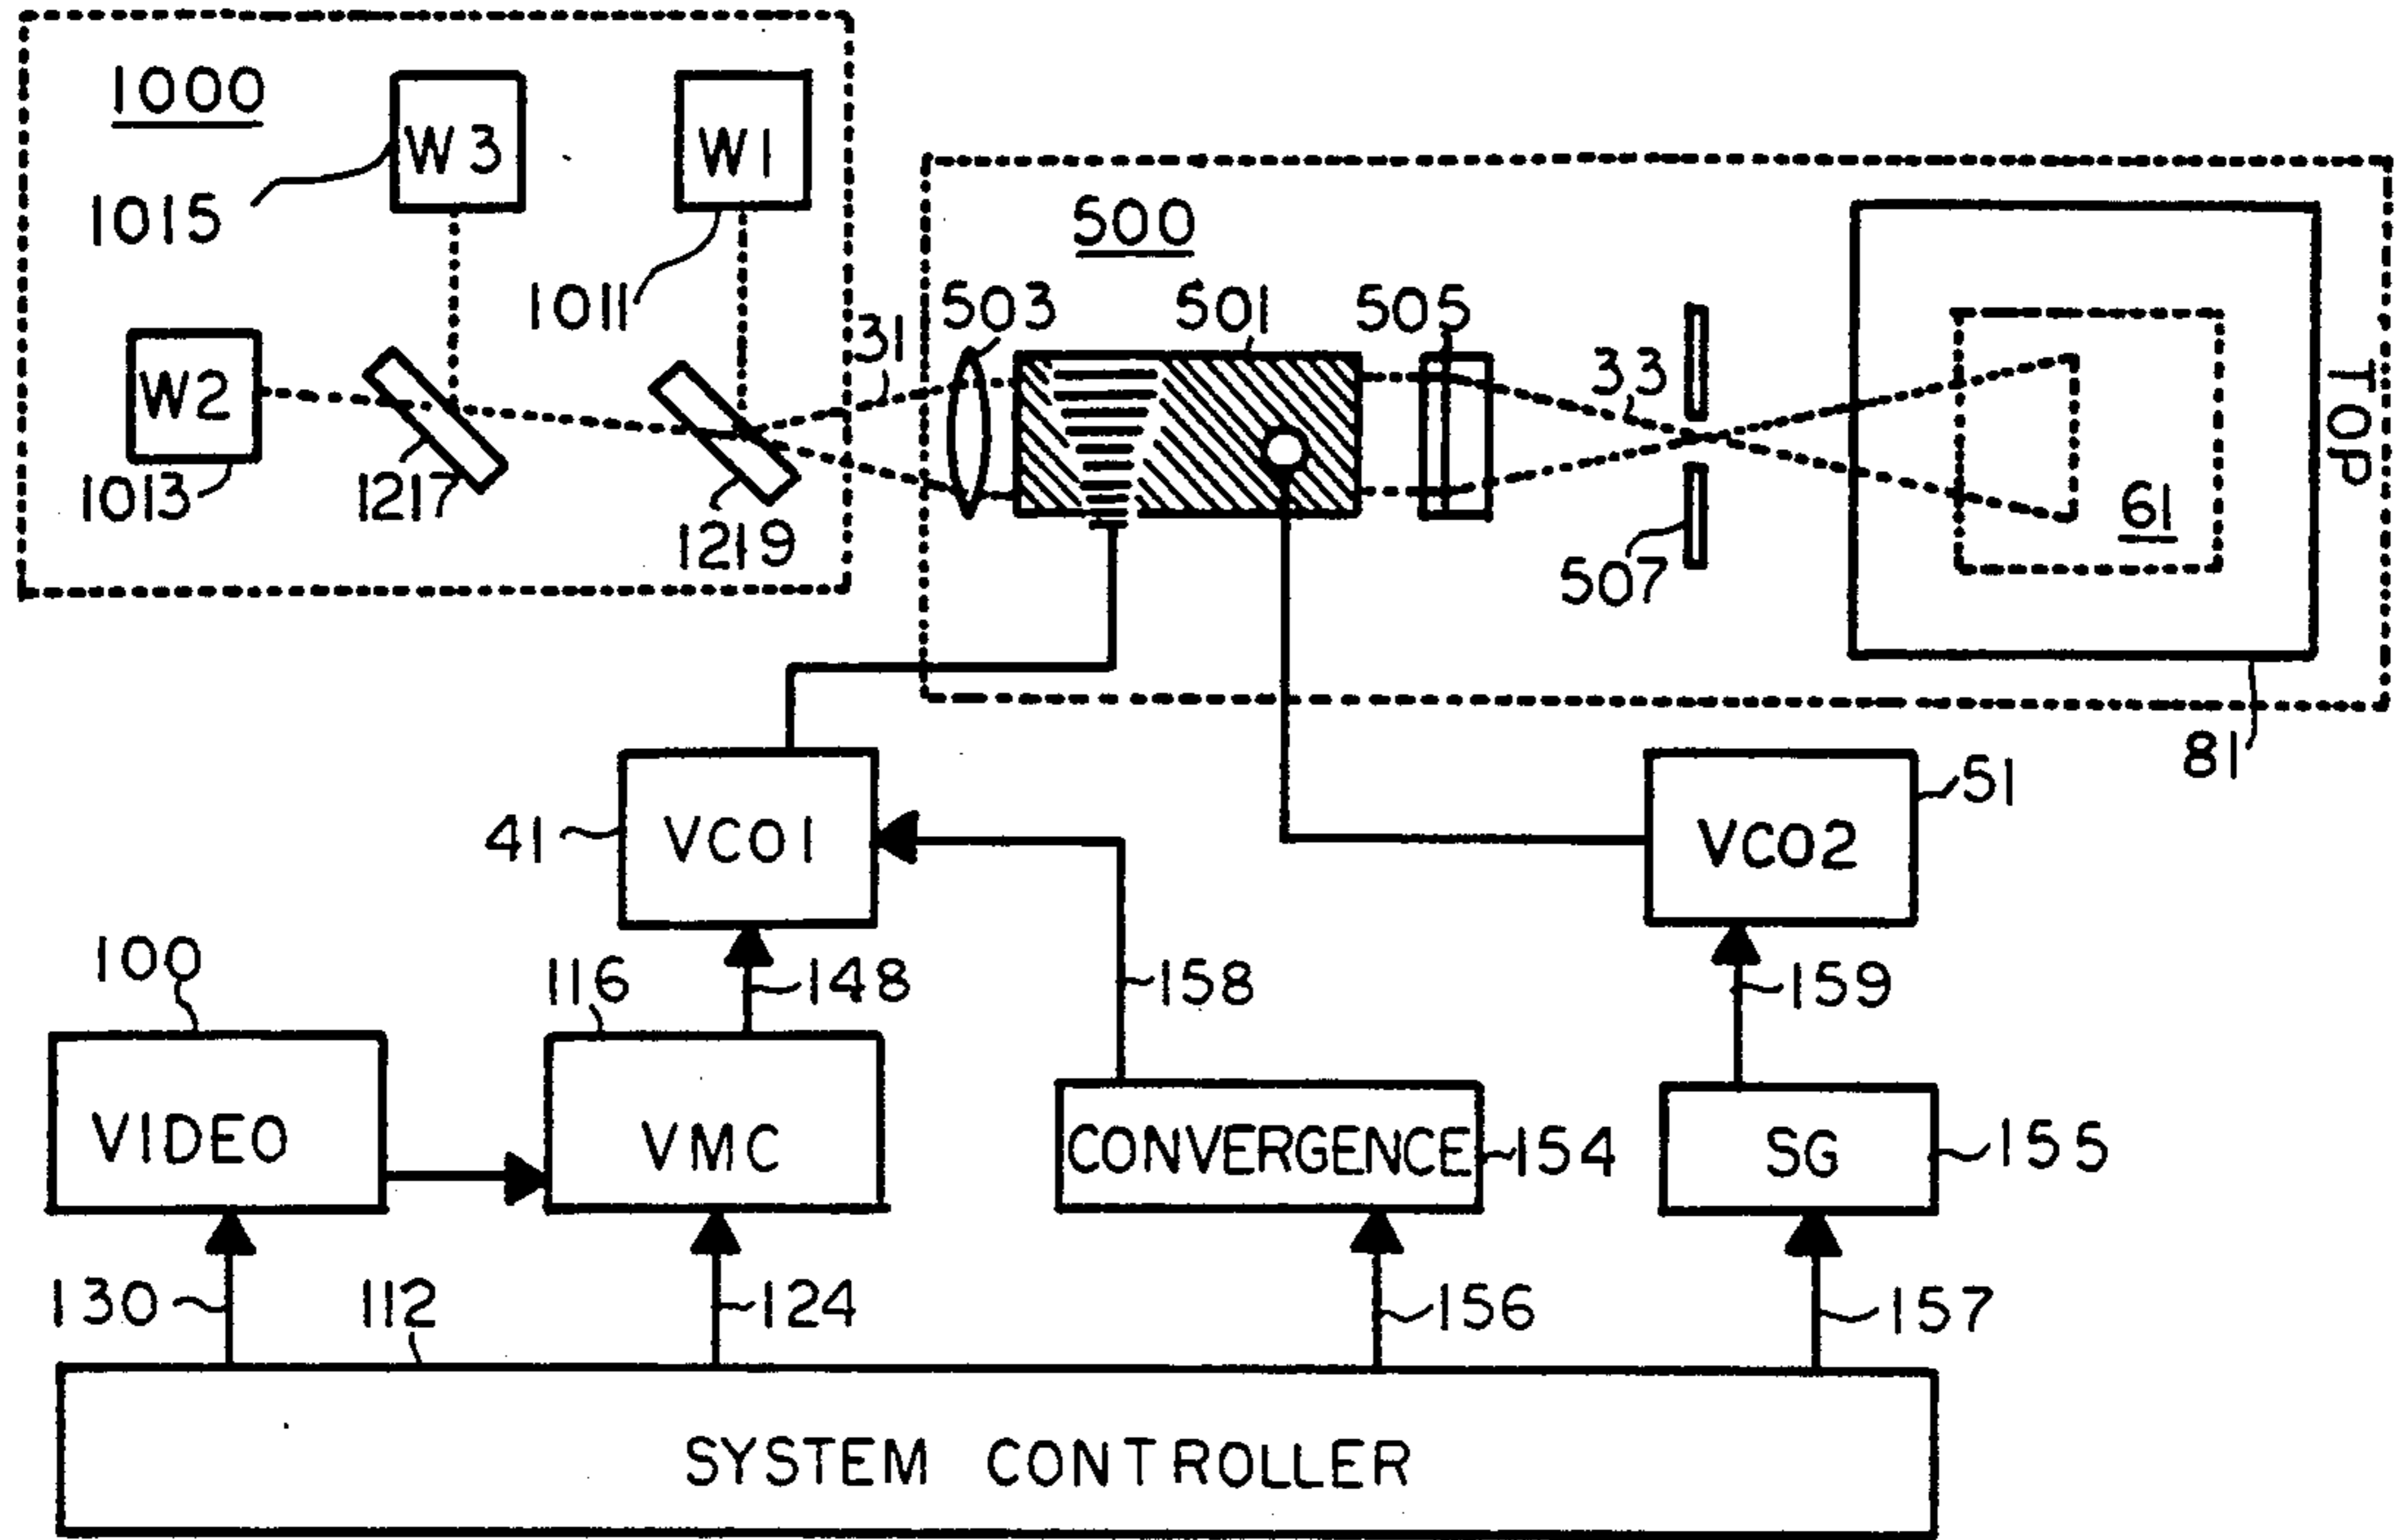 1000
W3
W1
1015
1011
W2
1013
1217
1219
31
503
500
501
505
33
507
61
TOP
81
41
VCO1
VCO2
51
100
116
148
158
159
VIDEO
VMC
CONVERGENCE
154
SG
155
130
112
124
156
157
SYSTEM CONTROLLER